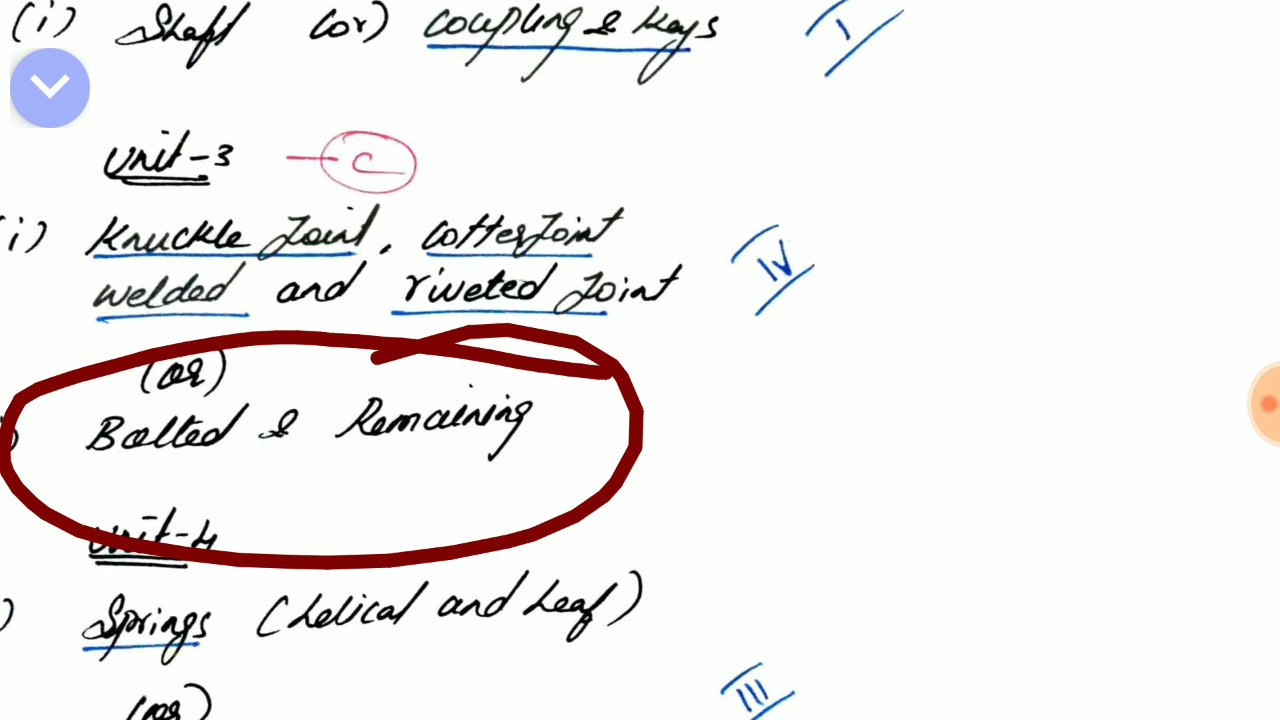 (i) Shaft (or) Coupling & Keys I
Unit-3 — C
i) Knuckle Joint, Cotter Joint
welded and riveted Joint IV
(or)
) Bolted & Remaining
Unit-4
) Springs (Helical and Leaf)
III
(or)